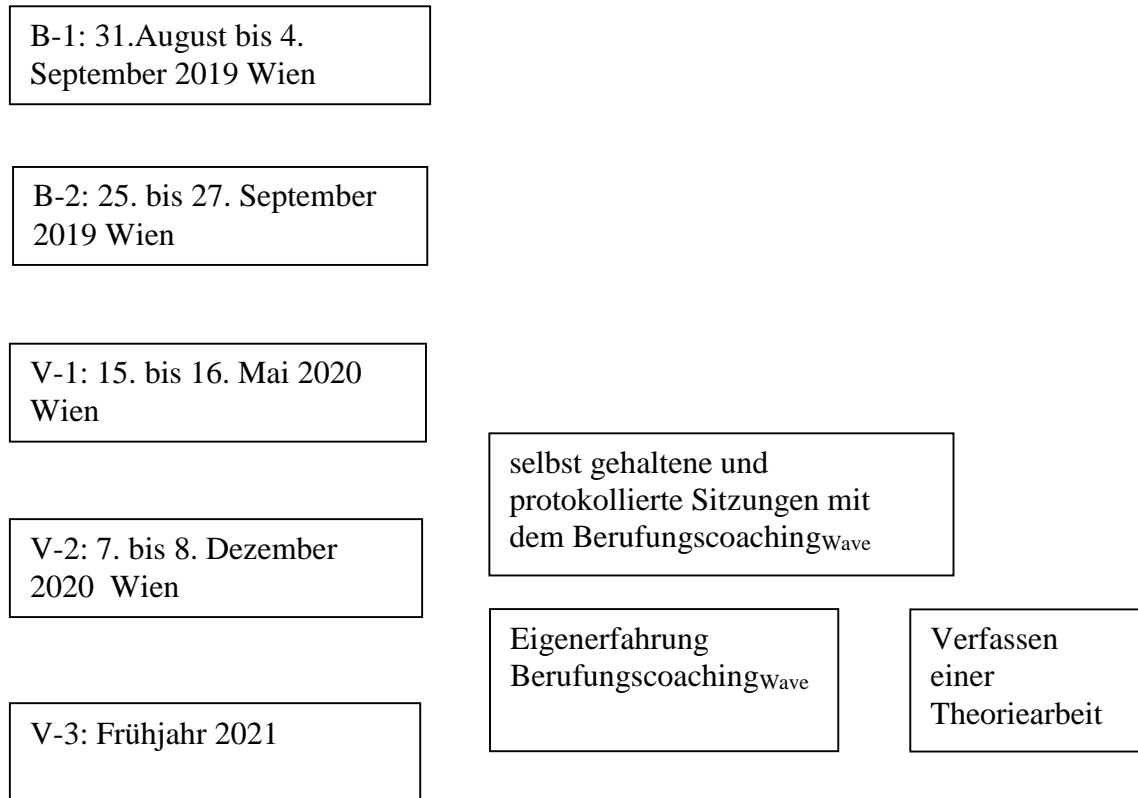 B-1: 31.August bis 4.
September 2019 Wien
B-2: 25. bis 27. September
2019 Wien
V-1: 15. bis 16. Mai 2020
Wien
selbst gehaltene und
protokollierte Sitzungen mit
dem BerufungscoachingWave
V-2: 7. bis 8. Dezember
2020 Wien
Eigenerfahrung
BerufungscoachingWave
Verfassen
einer
Theoriearbeit
V-3: Frühjahr 2021